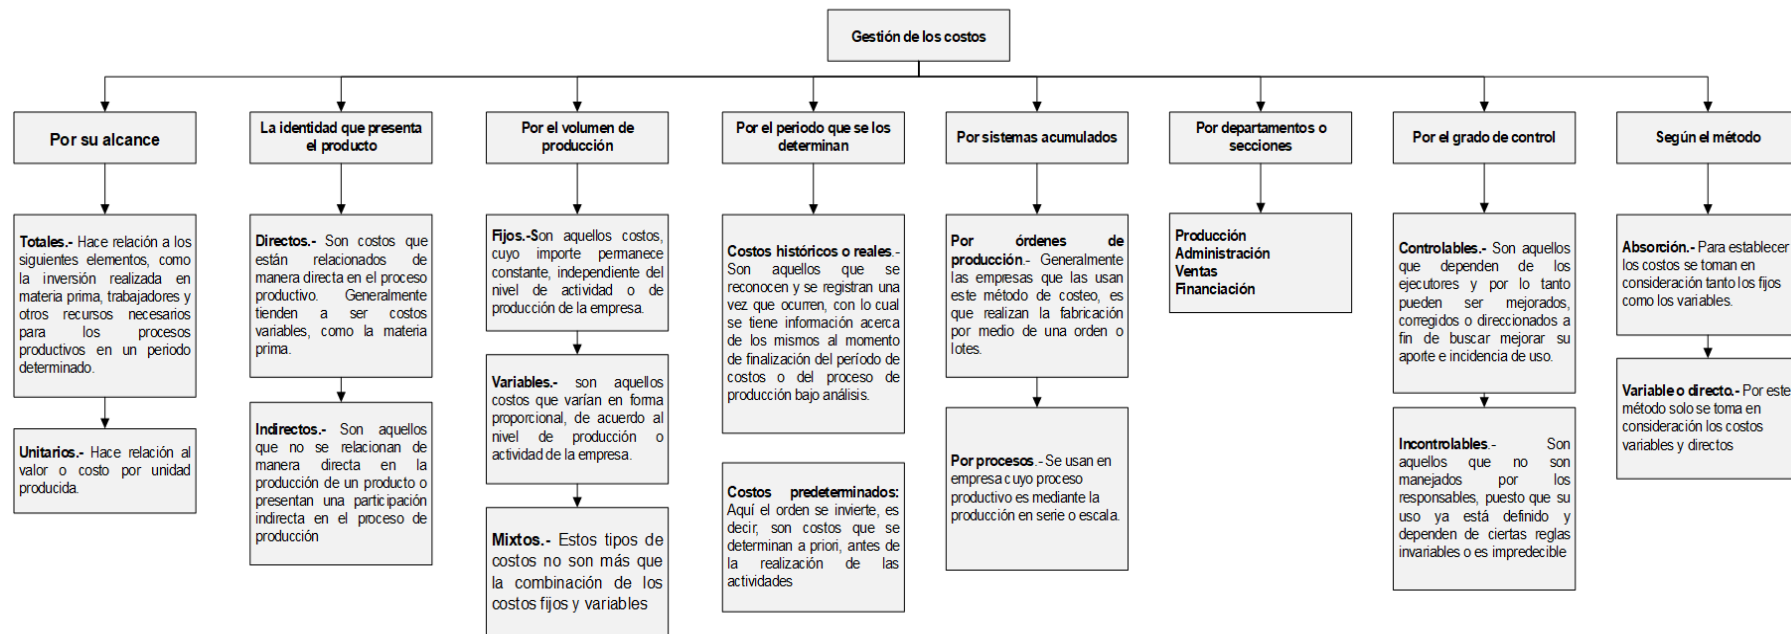 Gestión de los costos
Por su alcance
La identidad que presenta
el producto
Por el volumen de
producción
Por el periodo que se los
determinan
Por sistemas acumulados
Por departamentos o
secciones
Por el grado de control
Según el método
Totales.- Hace relación a los
siguientes elementos, como
la inversión realizada en
materia prima, trabajadores y
otros recursos necesarios
para los procesos
productivos en un periodo
determinado.
Unitarios.- Hace relación al
valor o costo por unidad
producida.
Directos.- Son costos que
están relacionados de
manera directa en el proceso
productivo. Generalmente
tienden a ser costos
variables, como la materia
prima.
Indirectos.- Son aquellos
que no se relacionan de
manera directa en la
producción de un producto o
presentan una participación
indirecta en el proceso de
producción
Fijos.-Son aquellos costos,
cuyo importe permanece
constante, independiente del
nivel de actividad o de
producción de la empresa.
Variables.- son aquellos
costos que varían en forma
proporcional, de acuerdo al
nivel de producción o
actividad de la empresa.
Mixtos.- Estos tipos de
costos no son más que
la combinación de los
costos fijos y variables
Costos históricos o reales.-
Son aquellos que se
reconocen y se registran una
vez que ocurren, con lo cual
se tiene información acerca
de los mismos al momento
de finalización del período de
costos o del proceso de
producción bajo análisis.
Costos predeterminados:
Aquí el orden se invierte, es
decir, son costos que se
determinan a priori, antes de
la realización de las
actividades
Por órdenes de
producción.- Generalmente
las empresas que las usan
este método de costeo, es
que realizan la fabricación
por medio de una orden o
lotes.
Por procesos.- Se usan en
empresa cuyo proceso
productivo es mediante la
producción en serie o escala.
Producción
Administración
Ventas
Financiación
Controlables.- Son aquellos
que dependen de los
ejecutores y por lo tanto
pueden ser mejorados,
corregidos o direccionados a
fin de buscar mejorar su
aporte e incidencia de uso.
Incontrolables.- Son
aquellos que no son
manejados por los
responsables, puesto que su
uso ya está definido y
dependen de ciertas reglas
invariables o es impredecible
Absorción.- Para establecer
los costos se toman en
consideración tanto los fijos
como los variables.
Variable o directo.- Por este
método solo se toma en
consideración los costos
variables y directos